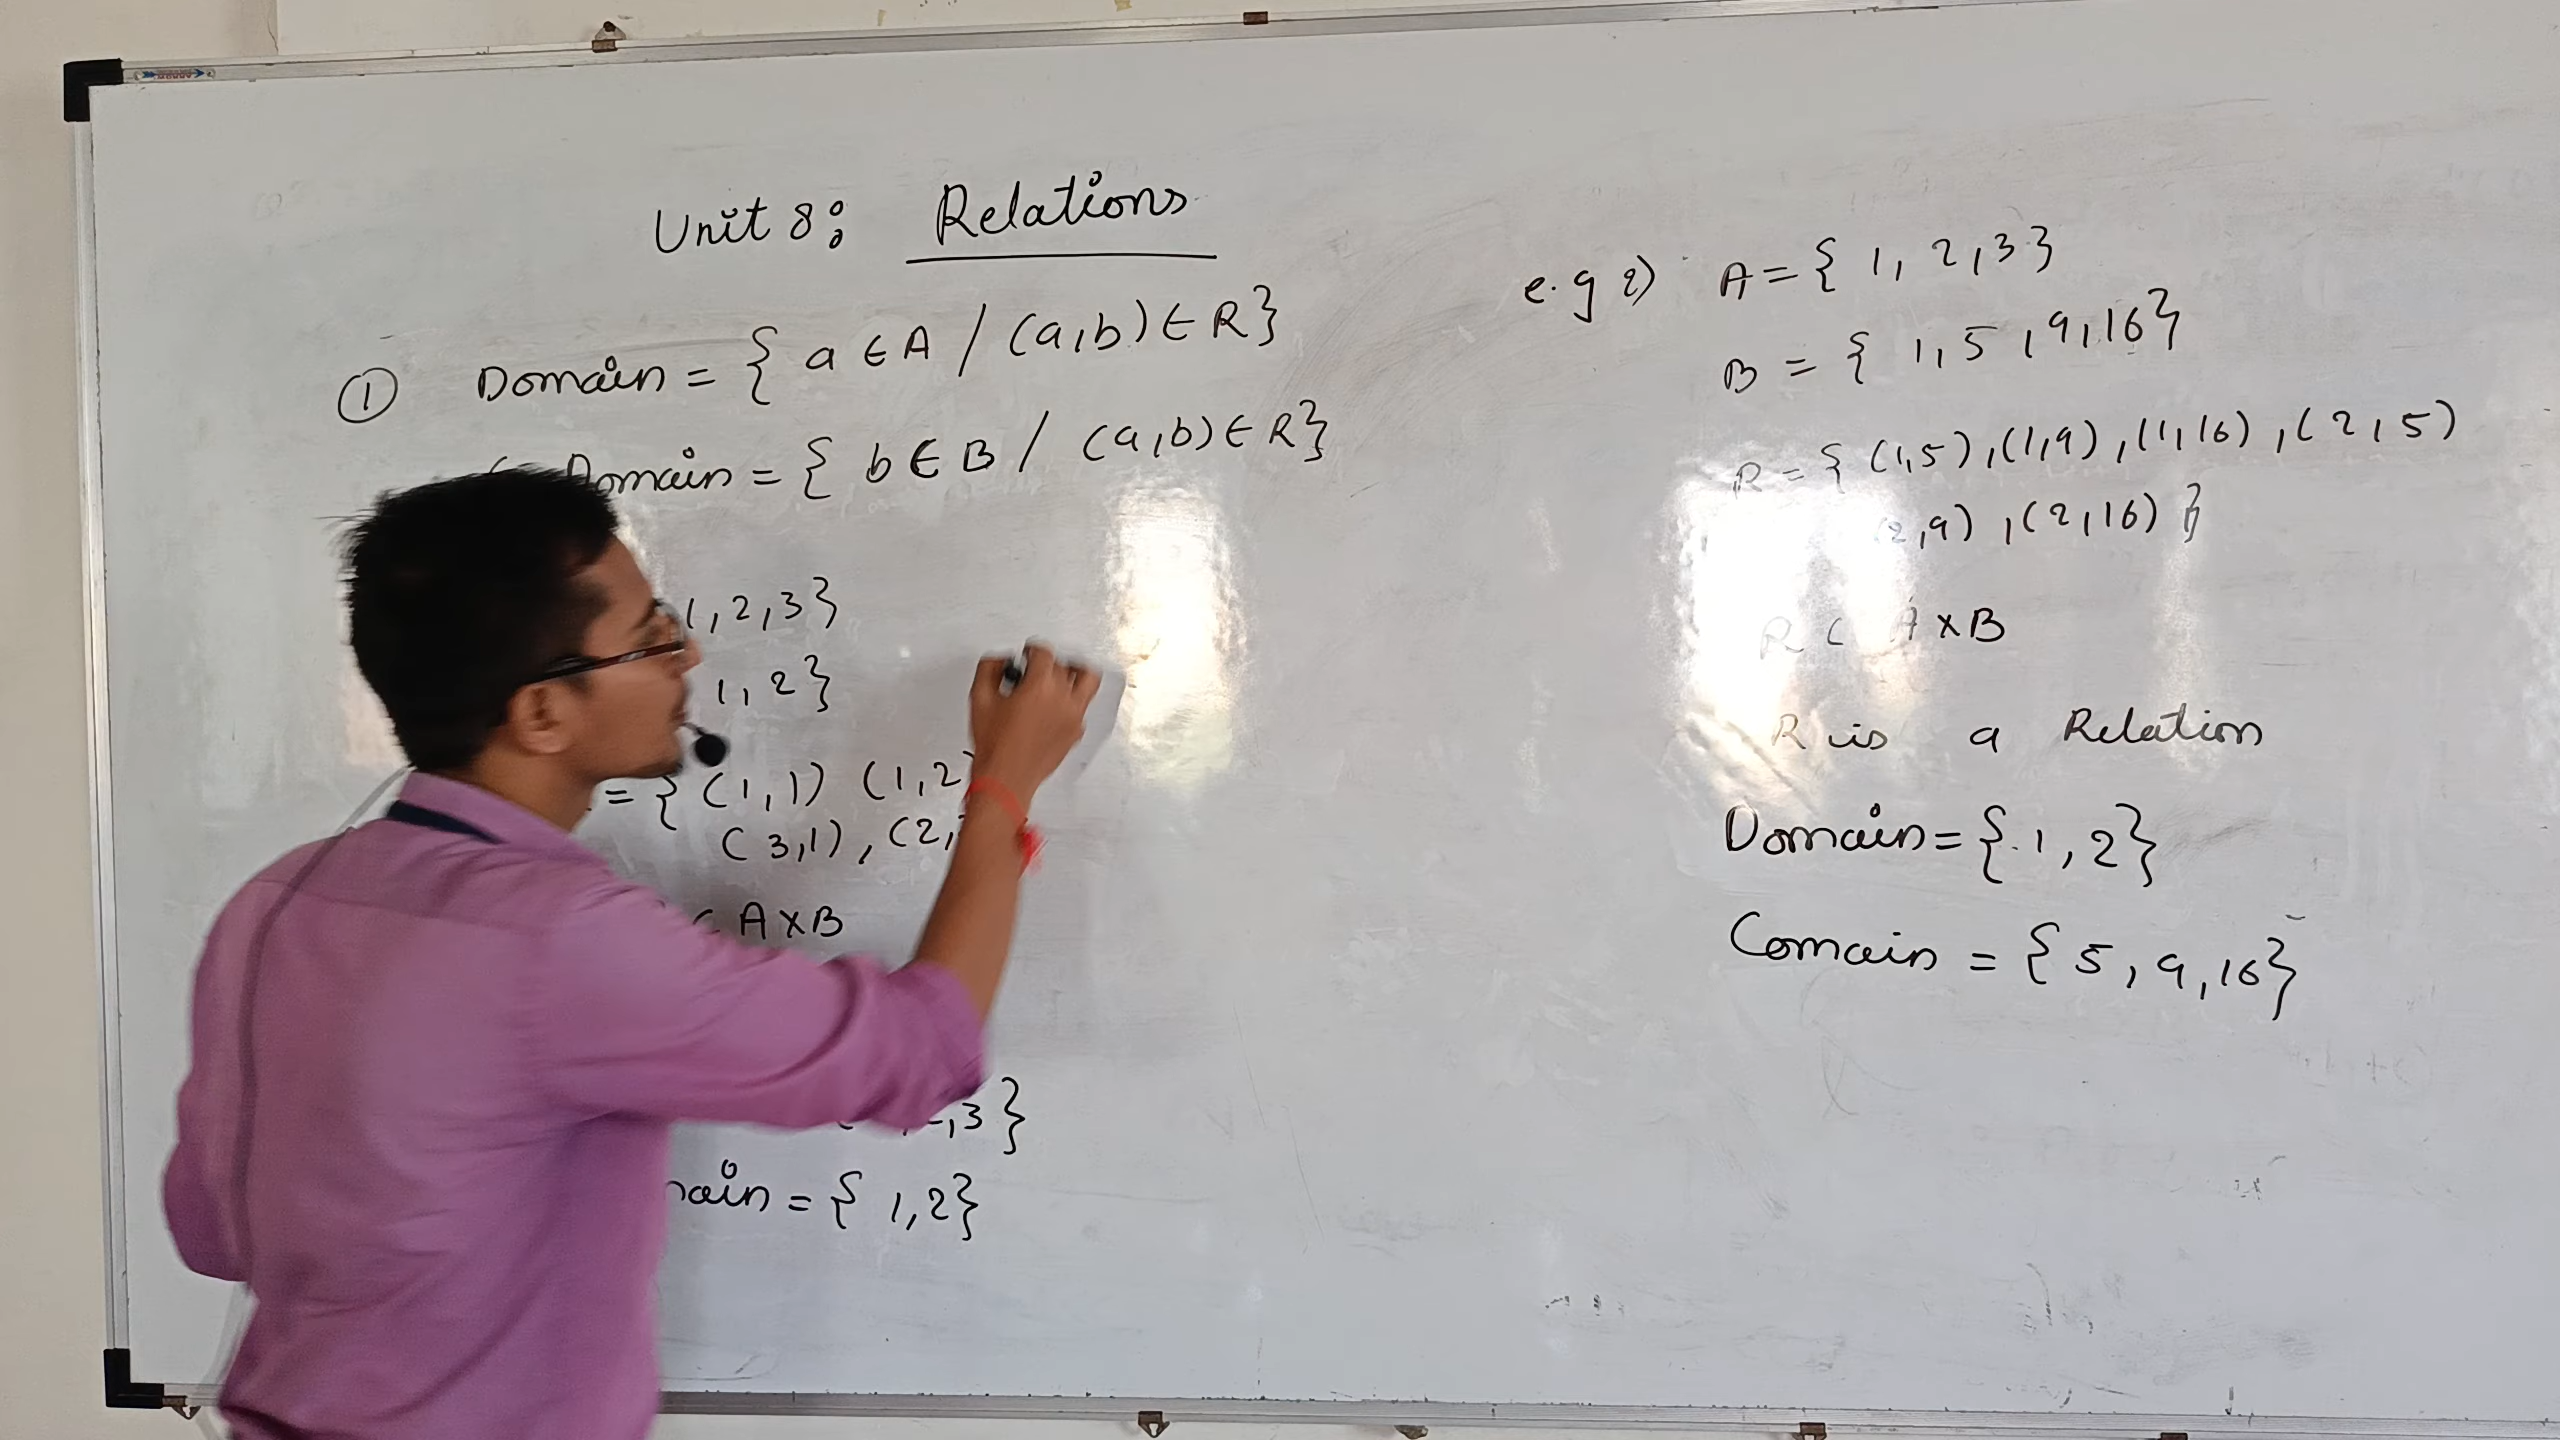 Unit 8: Relations
① Domain = { a ∈ A / (a,b) ∈ R}
Domain = { b ∈ B / (a,b) ∈ R}
1, 2, 3}
1, 2}
= { (1,1) (1,2)
(3,1), (2,
⊂ A×B
,3}
main = { 1,2}
e.g 2) A = { 1, 2, 3}
B = { 1, 5, 9, 16}
R = { (1,5), (1,9), (1,16), (2,5)
(2,9), (2,16) }
R ⊂ A×B
R is a Relation
Domain = { 1, 2}
Comain = { 5, 9, 16}